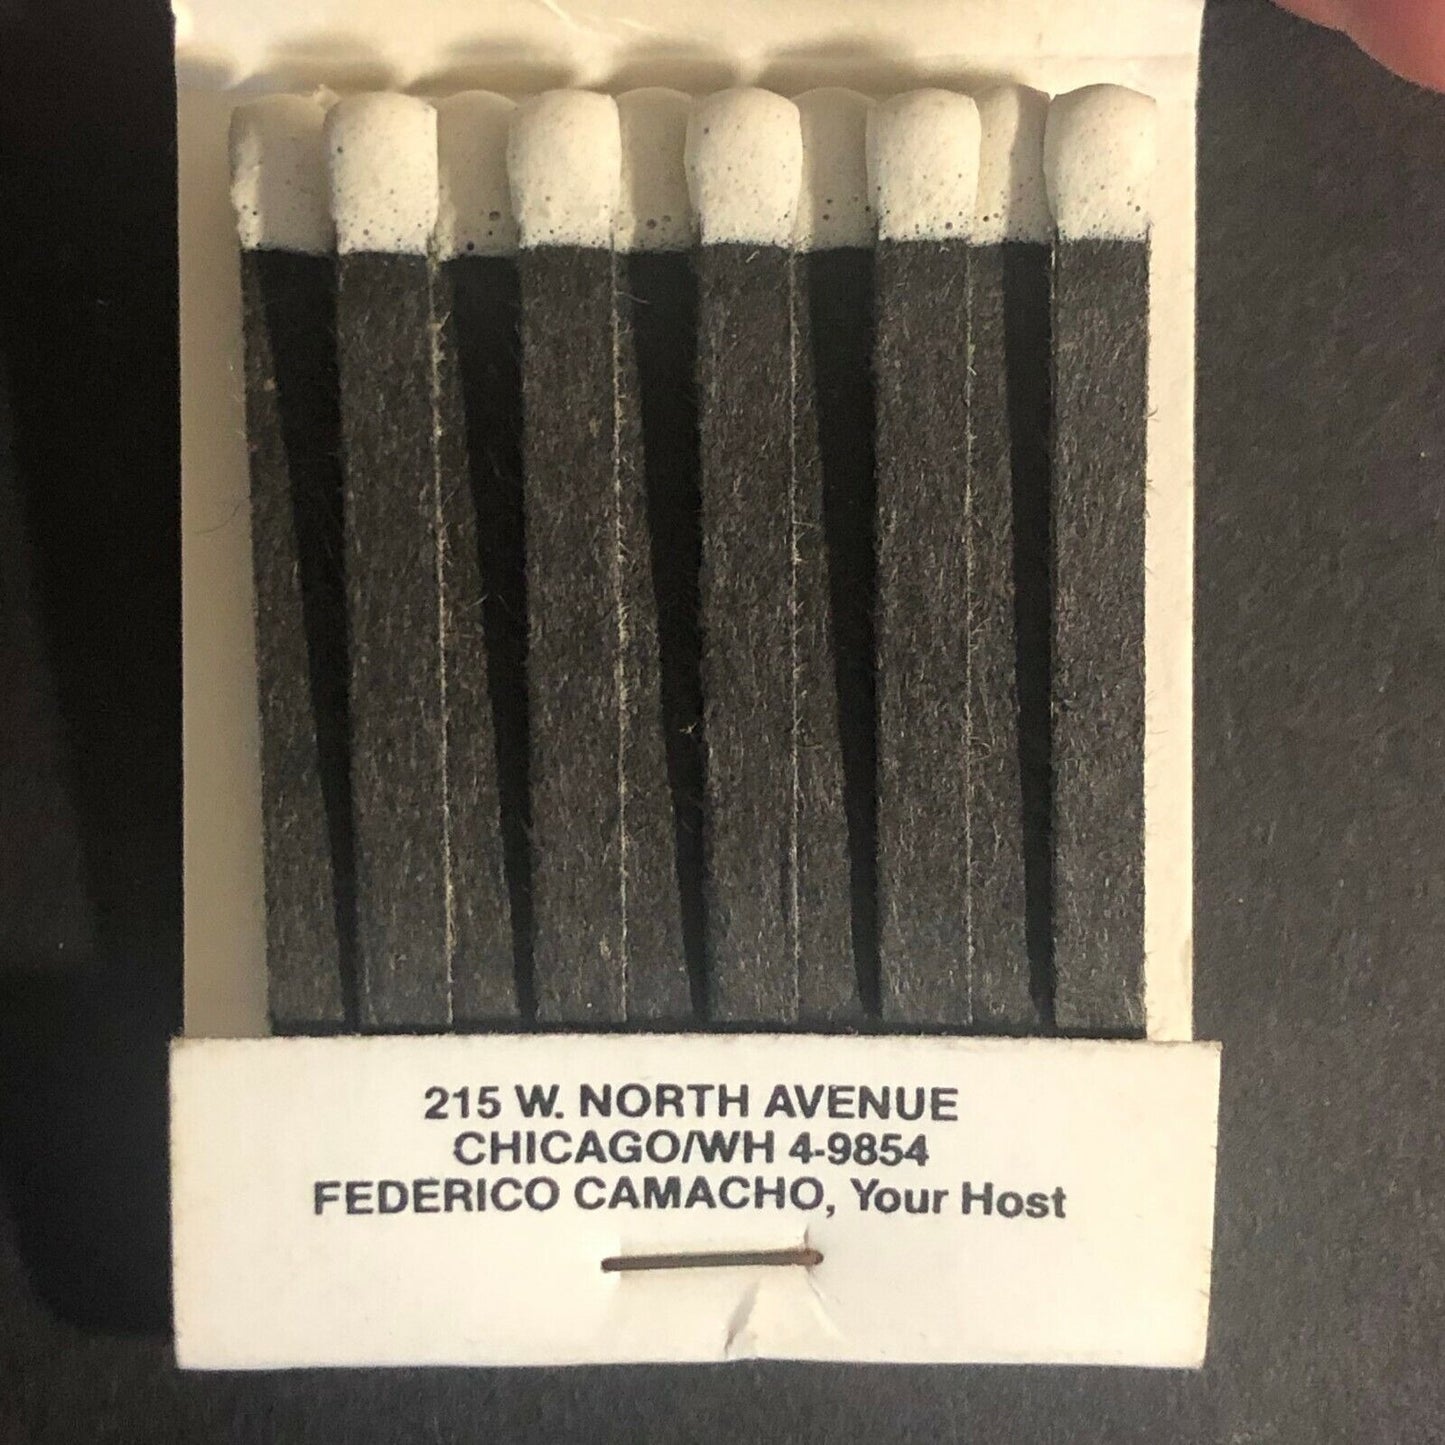 215 W. NORTH AVENUE
CHICAGO/WH 4-9854
FEDERICO CAMACHO, Your Host